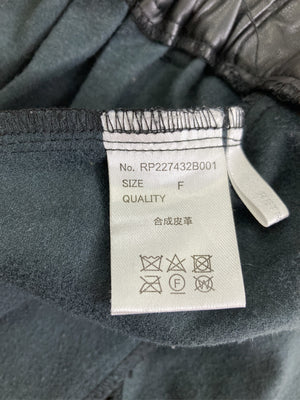 No. RP227432B001
SIZE F
QUALITY
合成皮革
F W